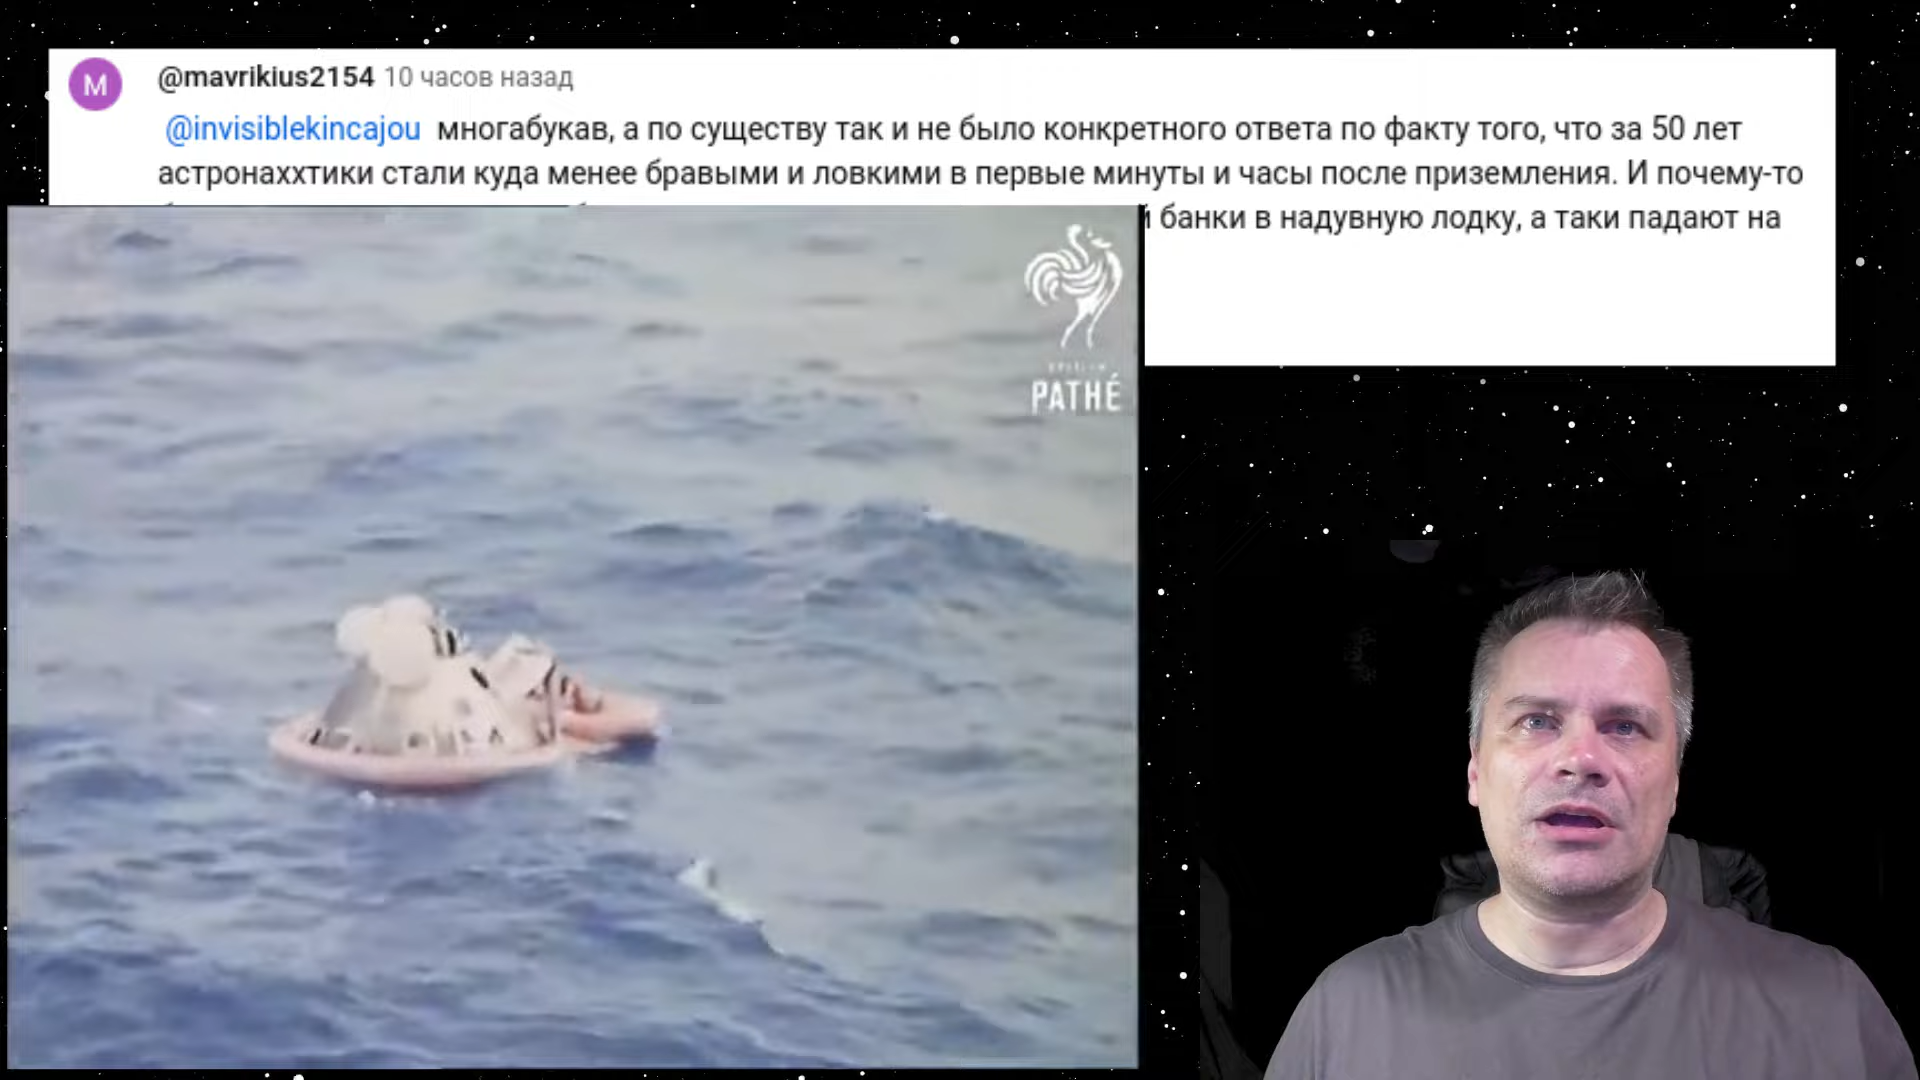 M
@mavrikius2154 10 часов назад
@invisiblekincajou многабукав, а по существу так и не было конкретного ответа по факту того, что за 50 лет
астронаххтики стали куда менее бравыми и ловкими в первые минуты и часы после приземления. И почему-то
банки в надувную лодку, а таки падают на
PATHÉ